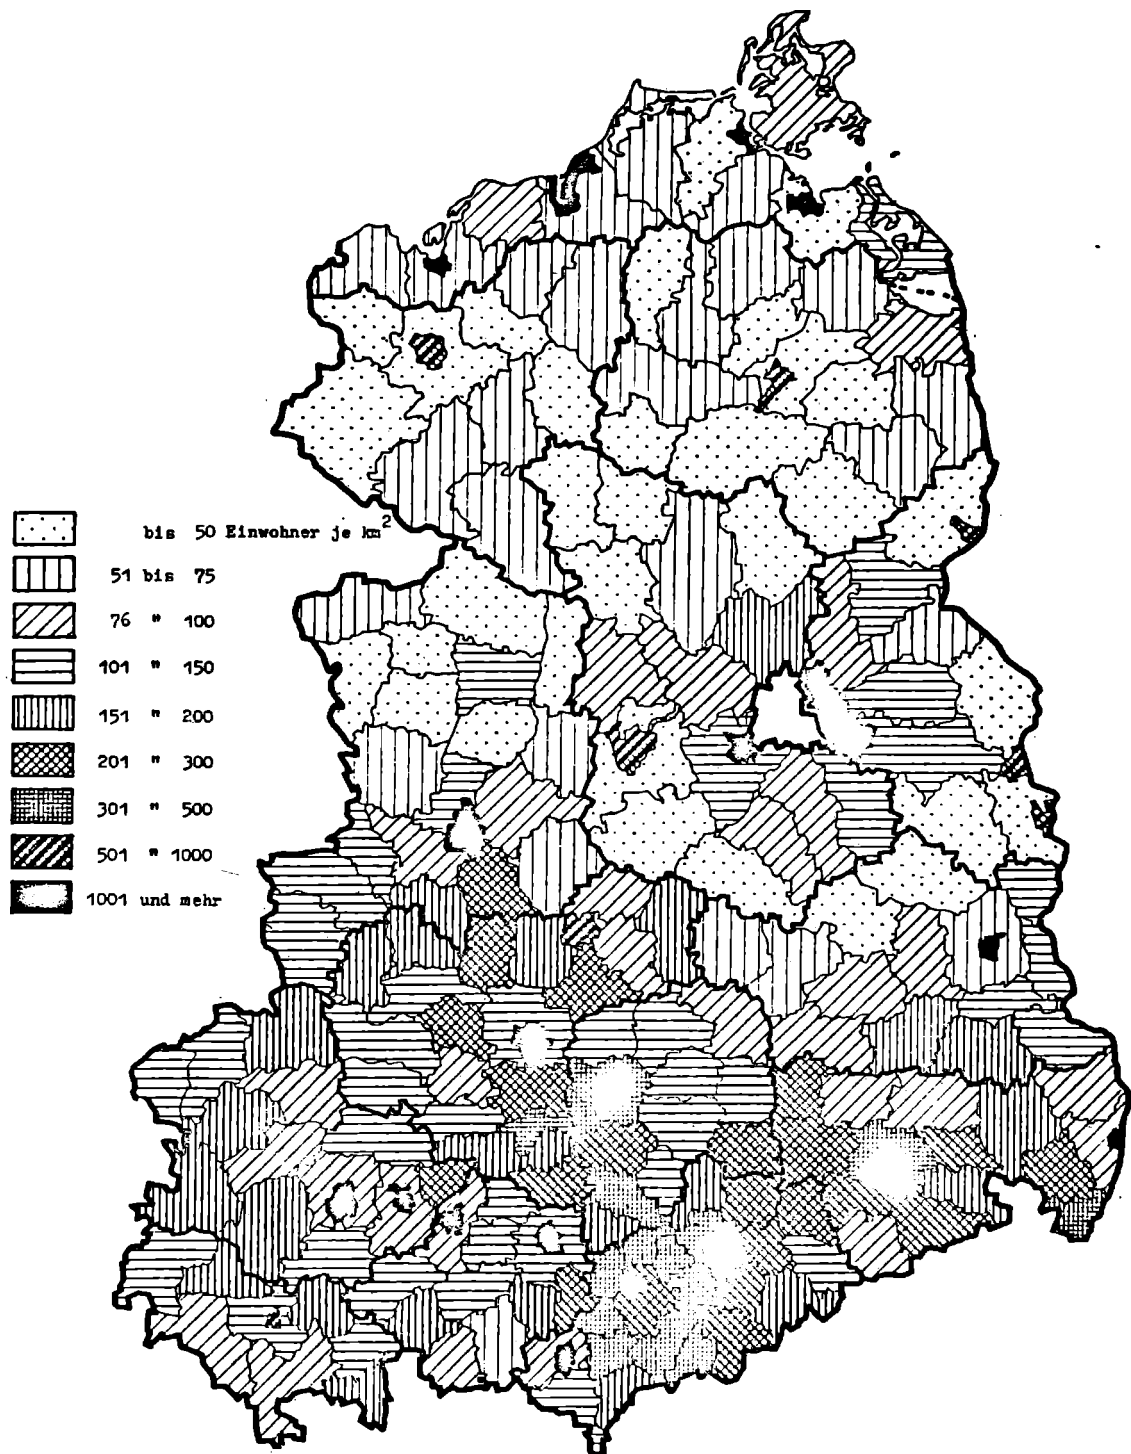 bis 50 Einwohner je km²
51 bis 75
76 " 100
101 " 150
151 " 200
201 " 300
301 " 500
501 " 1000
1001 und mehr